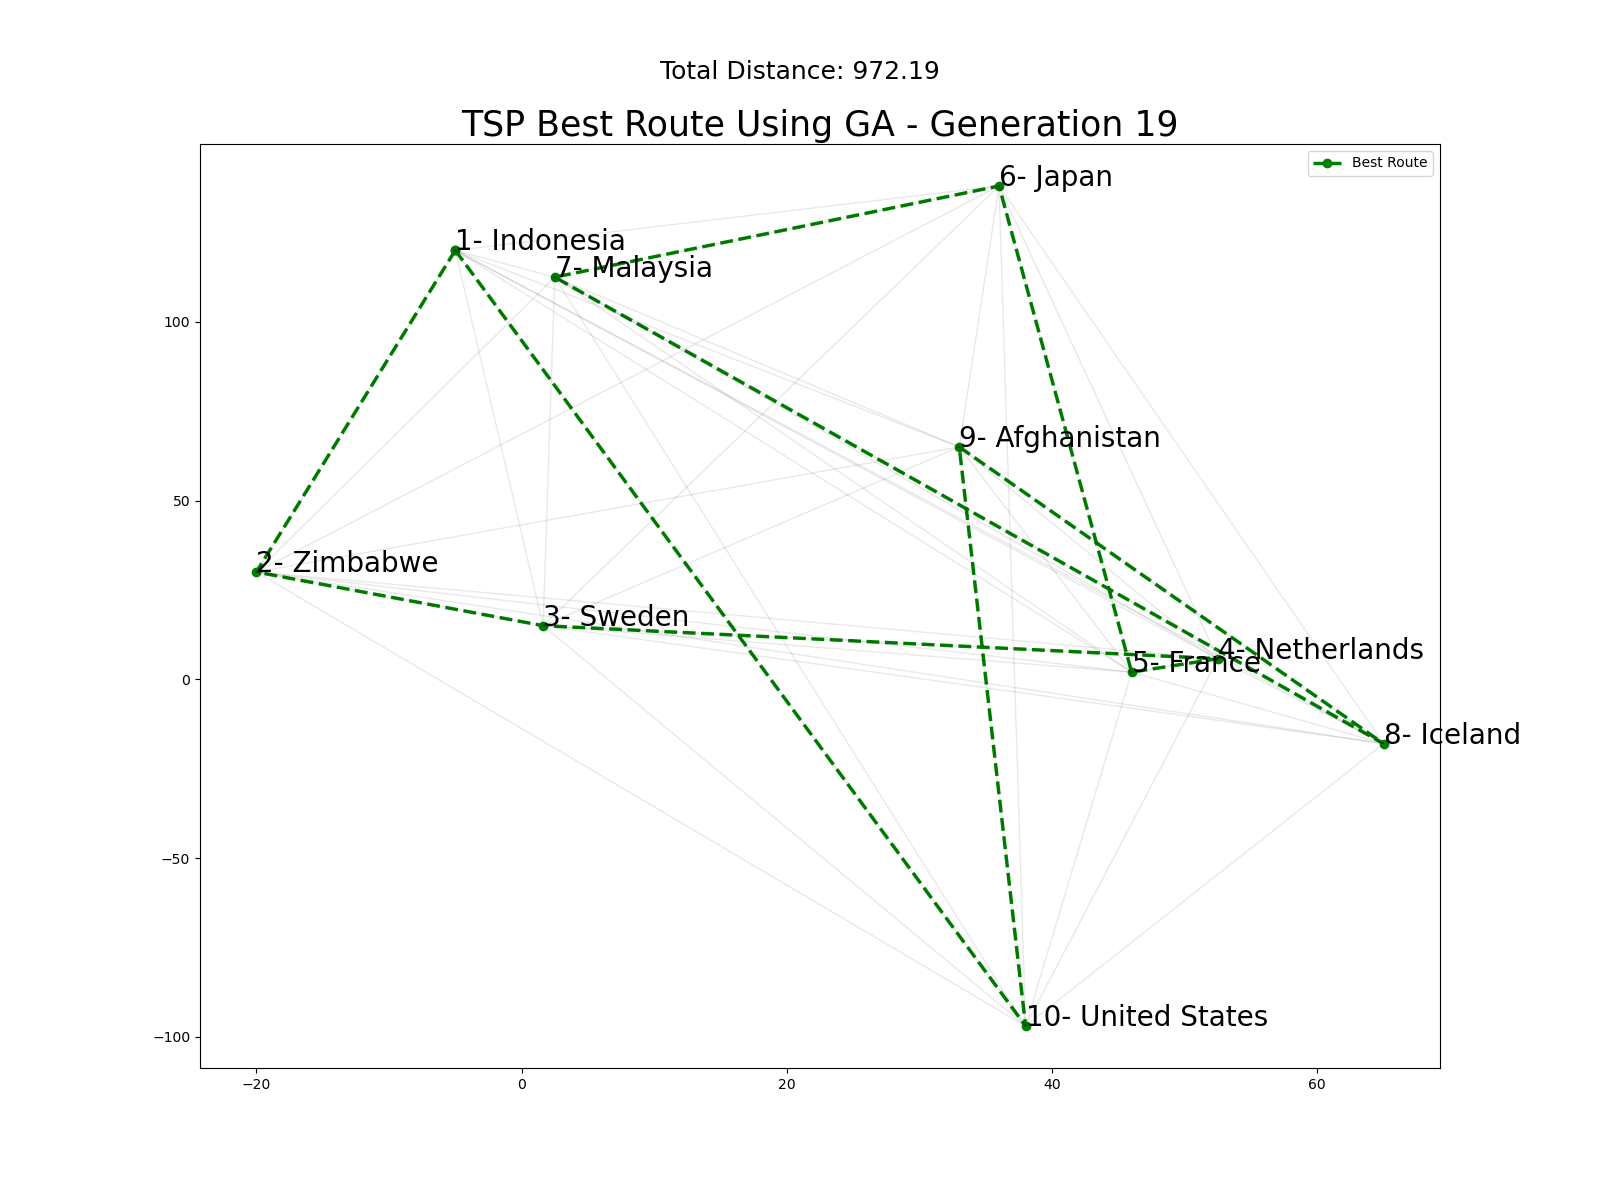 Total Distance: 972.19
TSP Best Route Using GA - Generation 19
Best Route
6- Japan
1- Indonesia
7- Malaysia
9- Afghanistan
2- Zimbabwe
3- Sweden
4- Netherlands
5- France
8- Iceland
10- United States
100
50
0
−50
−100
−20
0
20
40
60